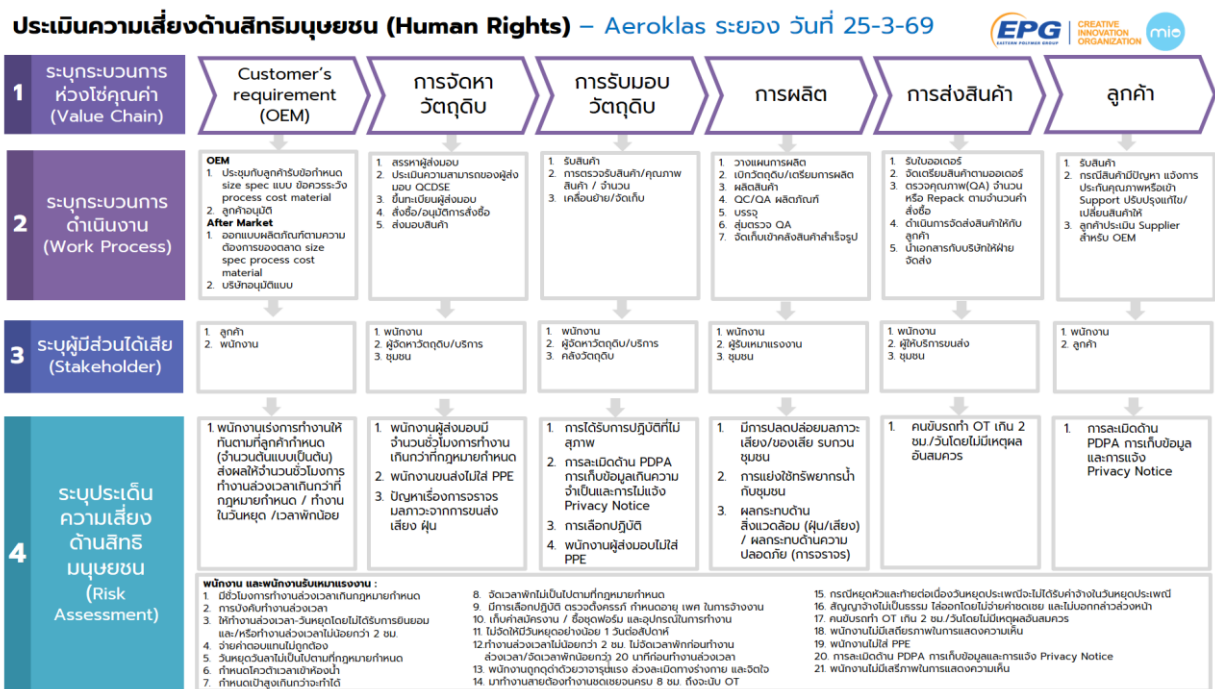 ประเมินความเสี่ยงด้านสิทธิมนุษยชน (Human Rights) – Aeroklas ระยอง วันที่ 25-3-69
EPG
EASTERN POLYMER GROUP
CREATIVE
INNOVATION
ORGANIZATION
mio
1
ระบุกระบวนการ
ห่วงโซ่คุณค่า
(Value Chain)
Customer's
requirement
(OEM)
การจัดหา
วัตถุดิบ
การรับมอบ
วัตถุดิบ
การผลิต
การส่งสินค้า
ลูกค้า
2
ระบุกระบวนการ
ดำเนินงาน
(Work Process)
OEM
1. ประชุมกับลูกค้ารับข้อกำหนด
size spec แบบ ข้อควรระวัง
process cost material
2. ลูกค้าอนุมัติ
After Market
1. ออกแบบผลิตภัณฑ์ตามความ
ต้องการของตลาด size
spec process cost
material
2. บริษัทอนุมัติแบบ
1. สรรหาผู้ส่งมอบ
2. ประเมินความสามารถของผู้ส่ง
มอบ QCDSE
3. ขึ้นทะเบียนผู้ส่งมอบ
4. สั่งซื้อ/อนุมัติการสั่งซื้อ
5. ส่งมอบสินค้า
1. รับสินค้า
2. การตรวจรับสินค้า/คุณภาพ
สินค้า / จำนวน
3. เคลื่อนย้าย/จัดเก็บ
1. วางแผนการผลิต
2. เบิกวัตถุดิบ/เตรียมการผลิต
3. ผลิตสินค้า
4. QC/QA ผลิตภัณฑ์
5. บรรจุ
6. สุ่มตรวจ QA
7. จัดเก็บเข้าคลังสินค้าสำเร็จรูป
1. รับใบออเดอร์
2. จัดเตรียมสินค้าตามออเดอร์
3. ตรวจคุณภาพ(QA) จำนวน
หรือ Repack ตามจำนวนคำ
สั่งซื้อ
4. ดำเนินการจัดส่งสินค้าให้กับ
ลูกค้า
5. นำเอกสารกับบริษัทให้ฝ่าย
จัดส่ง
1. รับสินค้า
2. กรณีสินค้ามีปัญหา แจ้งการ
ประกันคุณภาพหรือเข้า
Support ปรับปรุงแก้ไข/
เปลี่ยนสินค้าให้
3. ลูกค้าประเมิน Supplier
สำหรับ OEM
3
ระบุผู้มีส่วนได้เสีย
(Stakeholder)
1. ลูกค้า
2. พนักงาน
1. พนักงาน
2. ผู้จัดหาวัตถุดิบ/บริการ
3. ชุมชน
1. พนักงาน
2. ผู้จัดหาวัตถุดิบ/บริการ
3. คลังวัตถุดิบ
1. พนักงาน
2. ผู้รับเหมาแรงงาน
3. ชุมชน
1. พนักงาน
2. ผู้ให้บริการขนส่ง
3. ชุมชน
1. พนักงาน
2. ลูกค้า
4
ระบุประเด็น
ความเสี่ยง
ด้านสิทธิ
มนุษยชน
(Risk
Assessment)
1. พนักงานเร่งการทำงานให้
ทันตามที่ลูกค้ากำหนด
(จำนวนต้นแบบเป็นต้น)
ส่งผลให้จำนวนชั่วโมงการ
ทำงานล่วงเวลาเกินกว่าที่
กฎหมายกำหนด / ทำงาน
ในวันหยุด /เวลาพักน้อย
1. พนักงานผู้ส่งมอบมี
จำนวนชั่วโมงการทำงาน
เกินกว่าที่กฎหมายกำหนด
2. พนักงานขนส่งไม่ใส่ PPE
3. ปัญหาเรื่องการจราจร
มลภาวะจากการขนส่ง
เสียง ฝุ่น
1. การได้รับการปฏิบัติที่ไม่
สุภาพ
2. การละเมิดด้าน PDPA
การเก็บข้อมูลเกินความ
จำเป็นและการไม่แจ้ง
Privacy Notice
3. การเลือกปฏิบัติ
4. พนักงานผู้ส่งมอบไม่ใส่
PPE
1. มีการปลดปล่อยมลภาวะ
เสียง/ของเสีย รบกวน
ชุมชน
2. การแย่งใช้ทรัพยากรน้ำ
กับชุมชน
3. ผลกระทบด้าน
สิ่งแวดล้อม (ฝุ่น/เสียง)
/ ผลกระทบด้านความ
ปลอดภัย (การจราจร)
1. คนขับรถทำ OT เกิน 2
ชม./วันโดยไม่มีเหตุผล
อันสมควร
1. การละเมิดด้าน
PDPA การเก็บข้อมูล
และการแจ้ง
Privacy Notice
พนักงาน และพนักงานรับเหมาแรงงาน :
1. มีชั่วโมงการทำงานล่วงเวลาเกินกฎหมายกำหนด
2. การบังคับทำงานล่วงเวลา
3. ให้ทำงานล่วงเวลา-วันหยุดโดยไม่ได้รับการยินยอม
และ/หรือทำงานล่วงเวลาไม่น้อยกว่า 2 ชม.
4. จ่ายค่าตอบแทนไม่ถูกต้อง
5. วันหยุดวันลาไม่เป็นไปตามที่กฎหมายกำหนด
6. กำหนดโควต้าเวลาเข้าห้องน้ำ
7. กำหนดเป้าสูงเกินกว่าจะทำได้
8. จัดเวลาพักไม่เป็นไปตามที่กฎหมายกำหนด
9. มีการเลือกปฏิบัติ ตรวจตั้งครรภ์ กำหนดอายุ เพศ ในการจ้างงาน
10. เก็บค่าสมัครงาน / ซื้อชุดฟอร์ม และอุปกรณ์ในการทำงาน
11. ไม่จัดให้มีวันหยุดอย่างน้อย 1 วันต่อสัปดาห์
12.ทำงานล่วงเวลาไม่น้อยกว่า 2 ชม. ไม่จัดเวลาพักก่อนทำงาน
ล่วงเวลา/จัดเวลาพักน้อยกว่า 20 นาทีก่อนทำงานล่วงเวลา
13. พนักงานถูกดุด่าด้วยวาจารุนแรง ล่วงละเมิดทางร่างกาย และจิตใจ
14. มาทำงานสายต้องทำงานชดเชยจนครบ 8 ชม. ถึงจะนับ OT
15. กรณีหยุดหัวและท้ายต่อเนื่องวันหยุดประเพณีจะไม่ได้รับค่าจ้างในวันหยุดประเพณี
16. สัญญาจ้างไม่เป็นธรรม ไล่ออกโดยไม่จ่ายค่าชดเชย และไม่บอกกล่าวล่วงหน้า
17. คนขับรถทำ OT เกิน 2 ชม./วันโดยไม่มีเหตุผลอันสมควร
18. พนักงานไม่มีเสถียรภาพในการแสดงความเห็น
19. พนักงานไม่ใส่ PPE
20. การละเมิดด้าน PDPA การเก็บข้อมูลและการแจ้ง Privacy Notice
21. พนักงานไม่มีเสรีภาพในการแสดงความเห็น